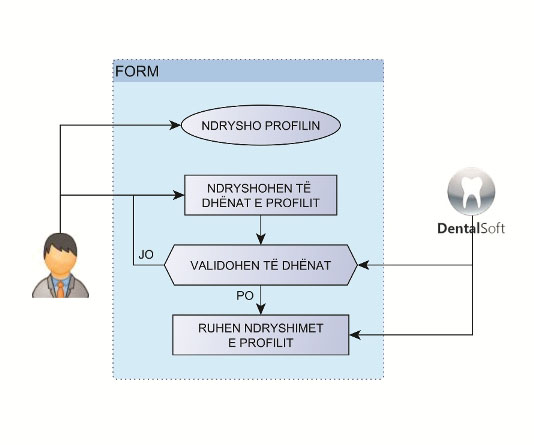 FORM
NDRYSHO PROFILIN
NDRYSHOHEN TË
DHËNAT E PROFILIT
DentalSoft
JO
VALIDOHEN TË DHËNAT
PO
RUHEN NDRYSHIMET
E PROFILIT